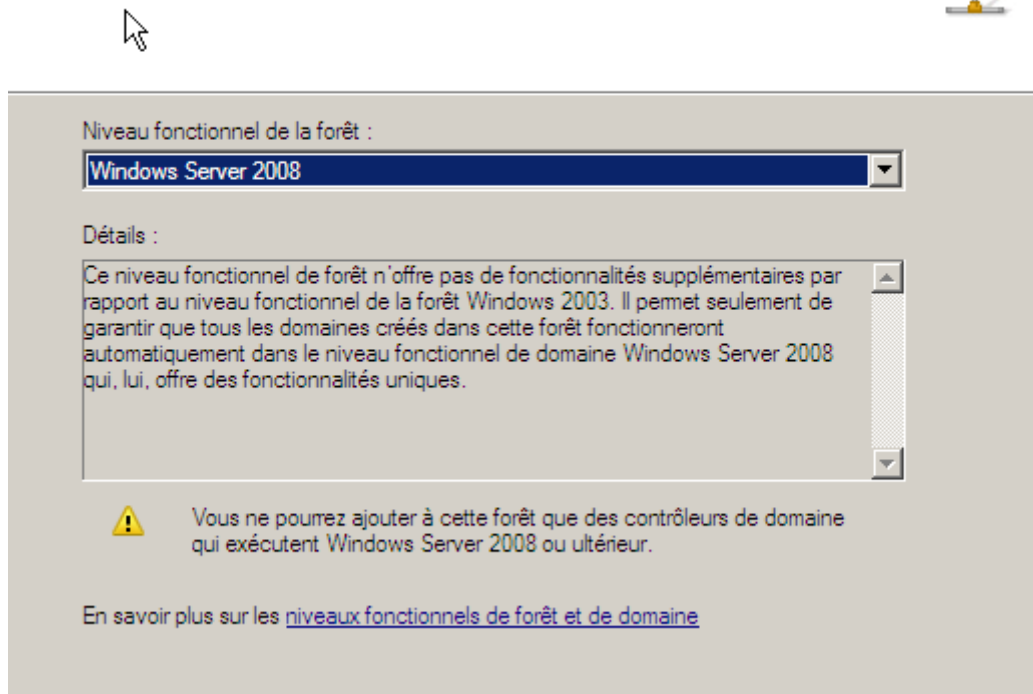 Niveau fonctionnel de la forêt :
Windows Server 2008
Détails :
Ce niveau fonctionnel de forêt n'offre pas de fonctionnalités supplémentaires par
rapport au niveau fonctionnel de la forêt Windows 2003. Il permet seulement de
garantir que tous les domaines créés dans cette forêt fonctionneront
automatiquement dans le niveau fonctionnel de domaine Windows Server 2008
qui, lui, offre des fonctionnalités uniques.
Vous ne pourrez ajouter à cette forêt que des contrôleurs de domaine
qui exécutent Windows Server 2008 ou ultérieur.
En savoir plus sur les niveaux fonctionnels de forêt et de domaine